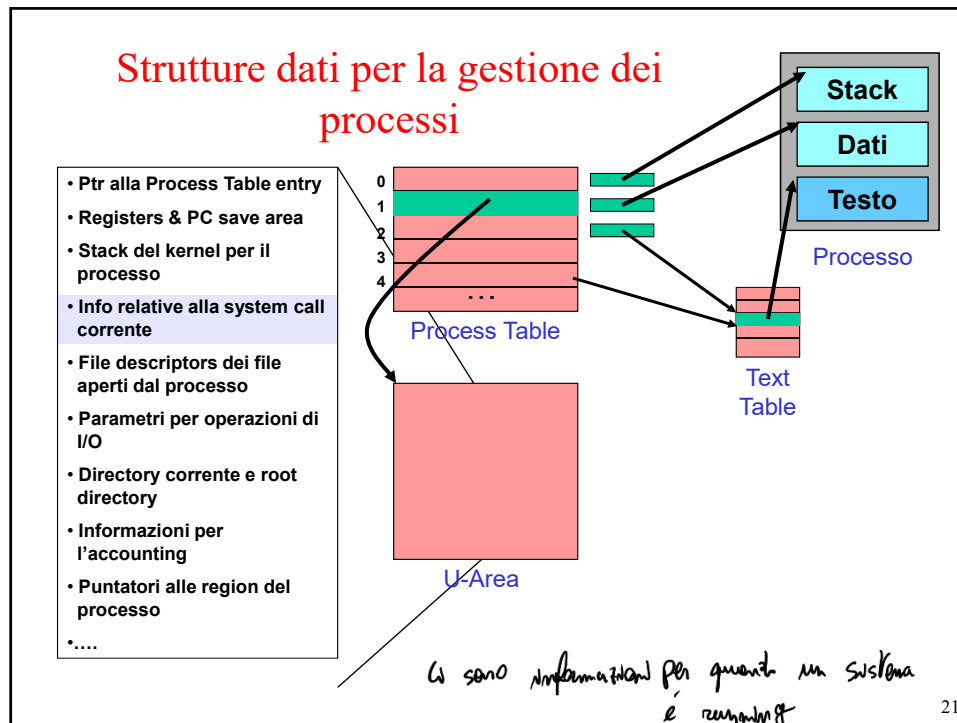 Strutture dati per la gestione dei
processi
• Ptr alla Process Table entry
• Registers & PC save area
• Stack del kernel per il
processo
• Info relative alla system call
corrente
• File descriptors dei file
aperti dal processo
• Parametri per operazioni di
I/O
• Directory corrente e root
directory
• Informazioni per
l'accounting
• Puntatori alle region del
processo
•....
0
1
2
3
4
...
Process Table
U-Area
Stack
Dati
Testo
Processo
Text
Table
sono informazioni per quando un sistema
è running
21